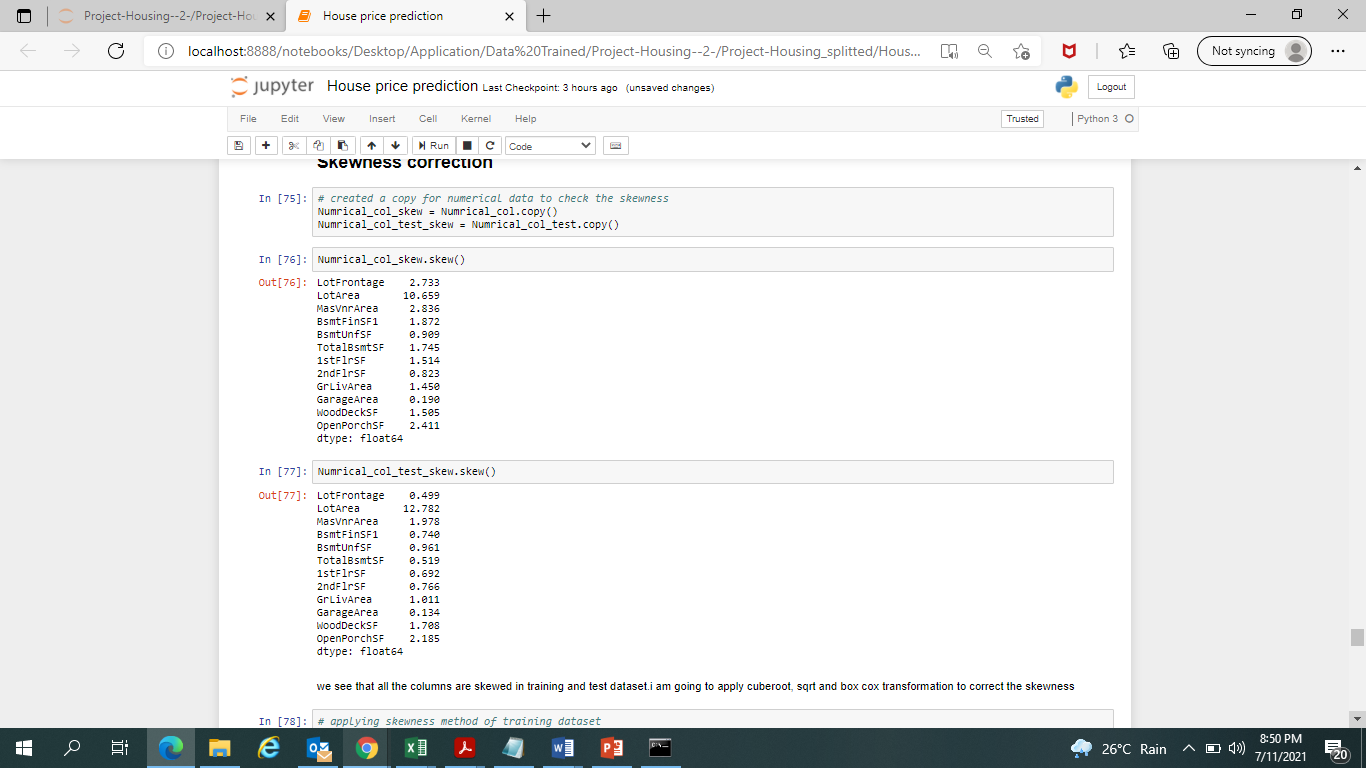 Project-Housing--2-/Project-Hou
House price prediction
localhost:8888/notebooks/Desktop/Application/Data%20Trained/Project-Housing--2-/Project-Housing_splitted/Hous...
Not syncing
jupyter House price prediction Last Checkpoint: 3 hours ago (unsaved changes)
Logout
File Edit View Insert Cell Kernel Help
Trusted
Python 3
Run
Code
Skewness correction
In [75]: # created a copy for numerical data to check the skewness
Numrical_col_skew = Numrical_col.copy()
Numrical_col_test_skew = Numrical_col_test.copy()
In [76]: Numrical_col_skew.skew()
Out[76]: LotFrontage 2.733
LotArea 10.659
MasVnrArea 2.836
BsmtFinSF1 1.872
BsmtUnfSF 0.909
TotalBsmtSF 1.745
1stFlrSF 1.514
2ndFlrSF 0.823
GrLivArea 1.450
GarageArea 0.190
WoodDeckSF 1.505
OpenPorchSF 2.411
dtype: float64
In [77]: Numrical_col_test_skew.skew()
Out[77]: LotFrontage 0.499
LotArea 12.782
MasVnrArea 1.978
BsmtFinSF1 0.740
BsmtUnfSF 0.961
TotalBsmtSF 0.519
1stFlrSF 0.692
2ndFlrSF 0.766
GrLivArea 1.011
GarageArea 0.134
WoodDeckSF 1.708
OpenPorchSF 2.185
dtype: float64
we see that all the columns are skewed in training and test dataset.i am going to apply cuberoot, sqrt and box cox transformation to correct the skewness
In [78]: # applying skewness method of training dataset
26°C Rain
8:50 PM
7/11/2021
20